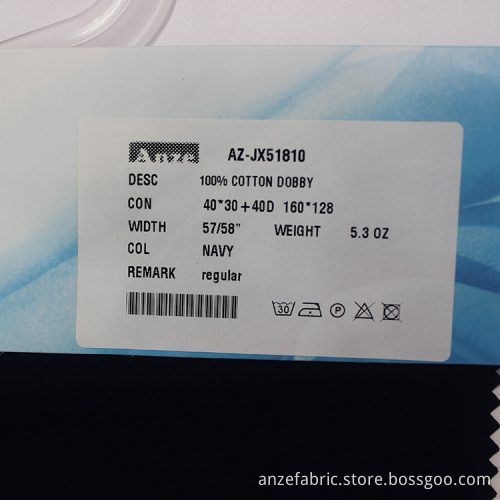 Anze AZ-JX51810
DESC 100% COTTON DOBBY
CON 40*30+40D 160*128
WIDTH 57/58" WEIGHT 5.3 OZ
COL NAVY
REMARK regular
30 P
anzefabric.store.bossgoo.com